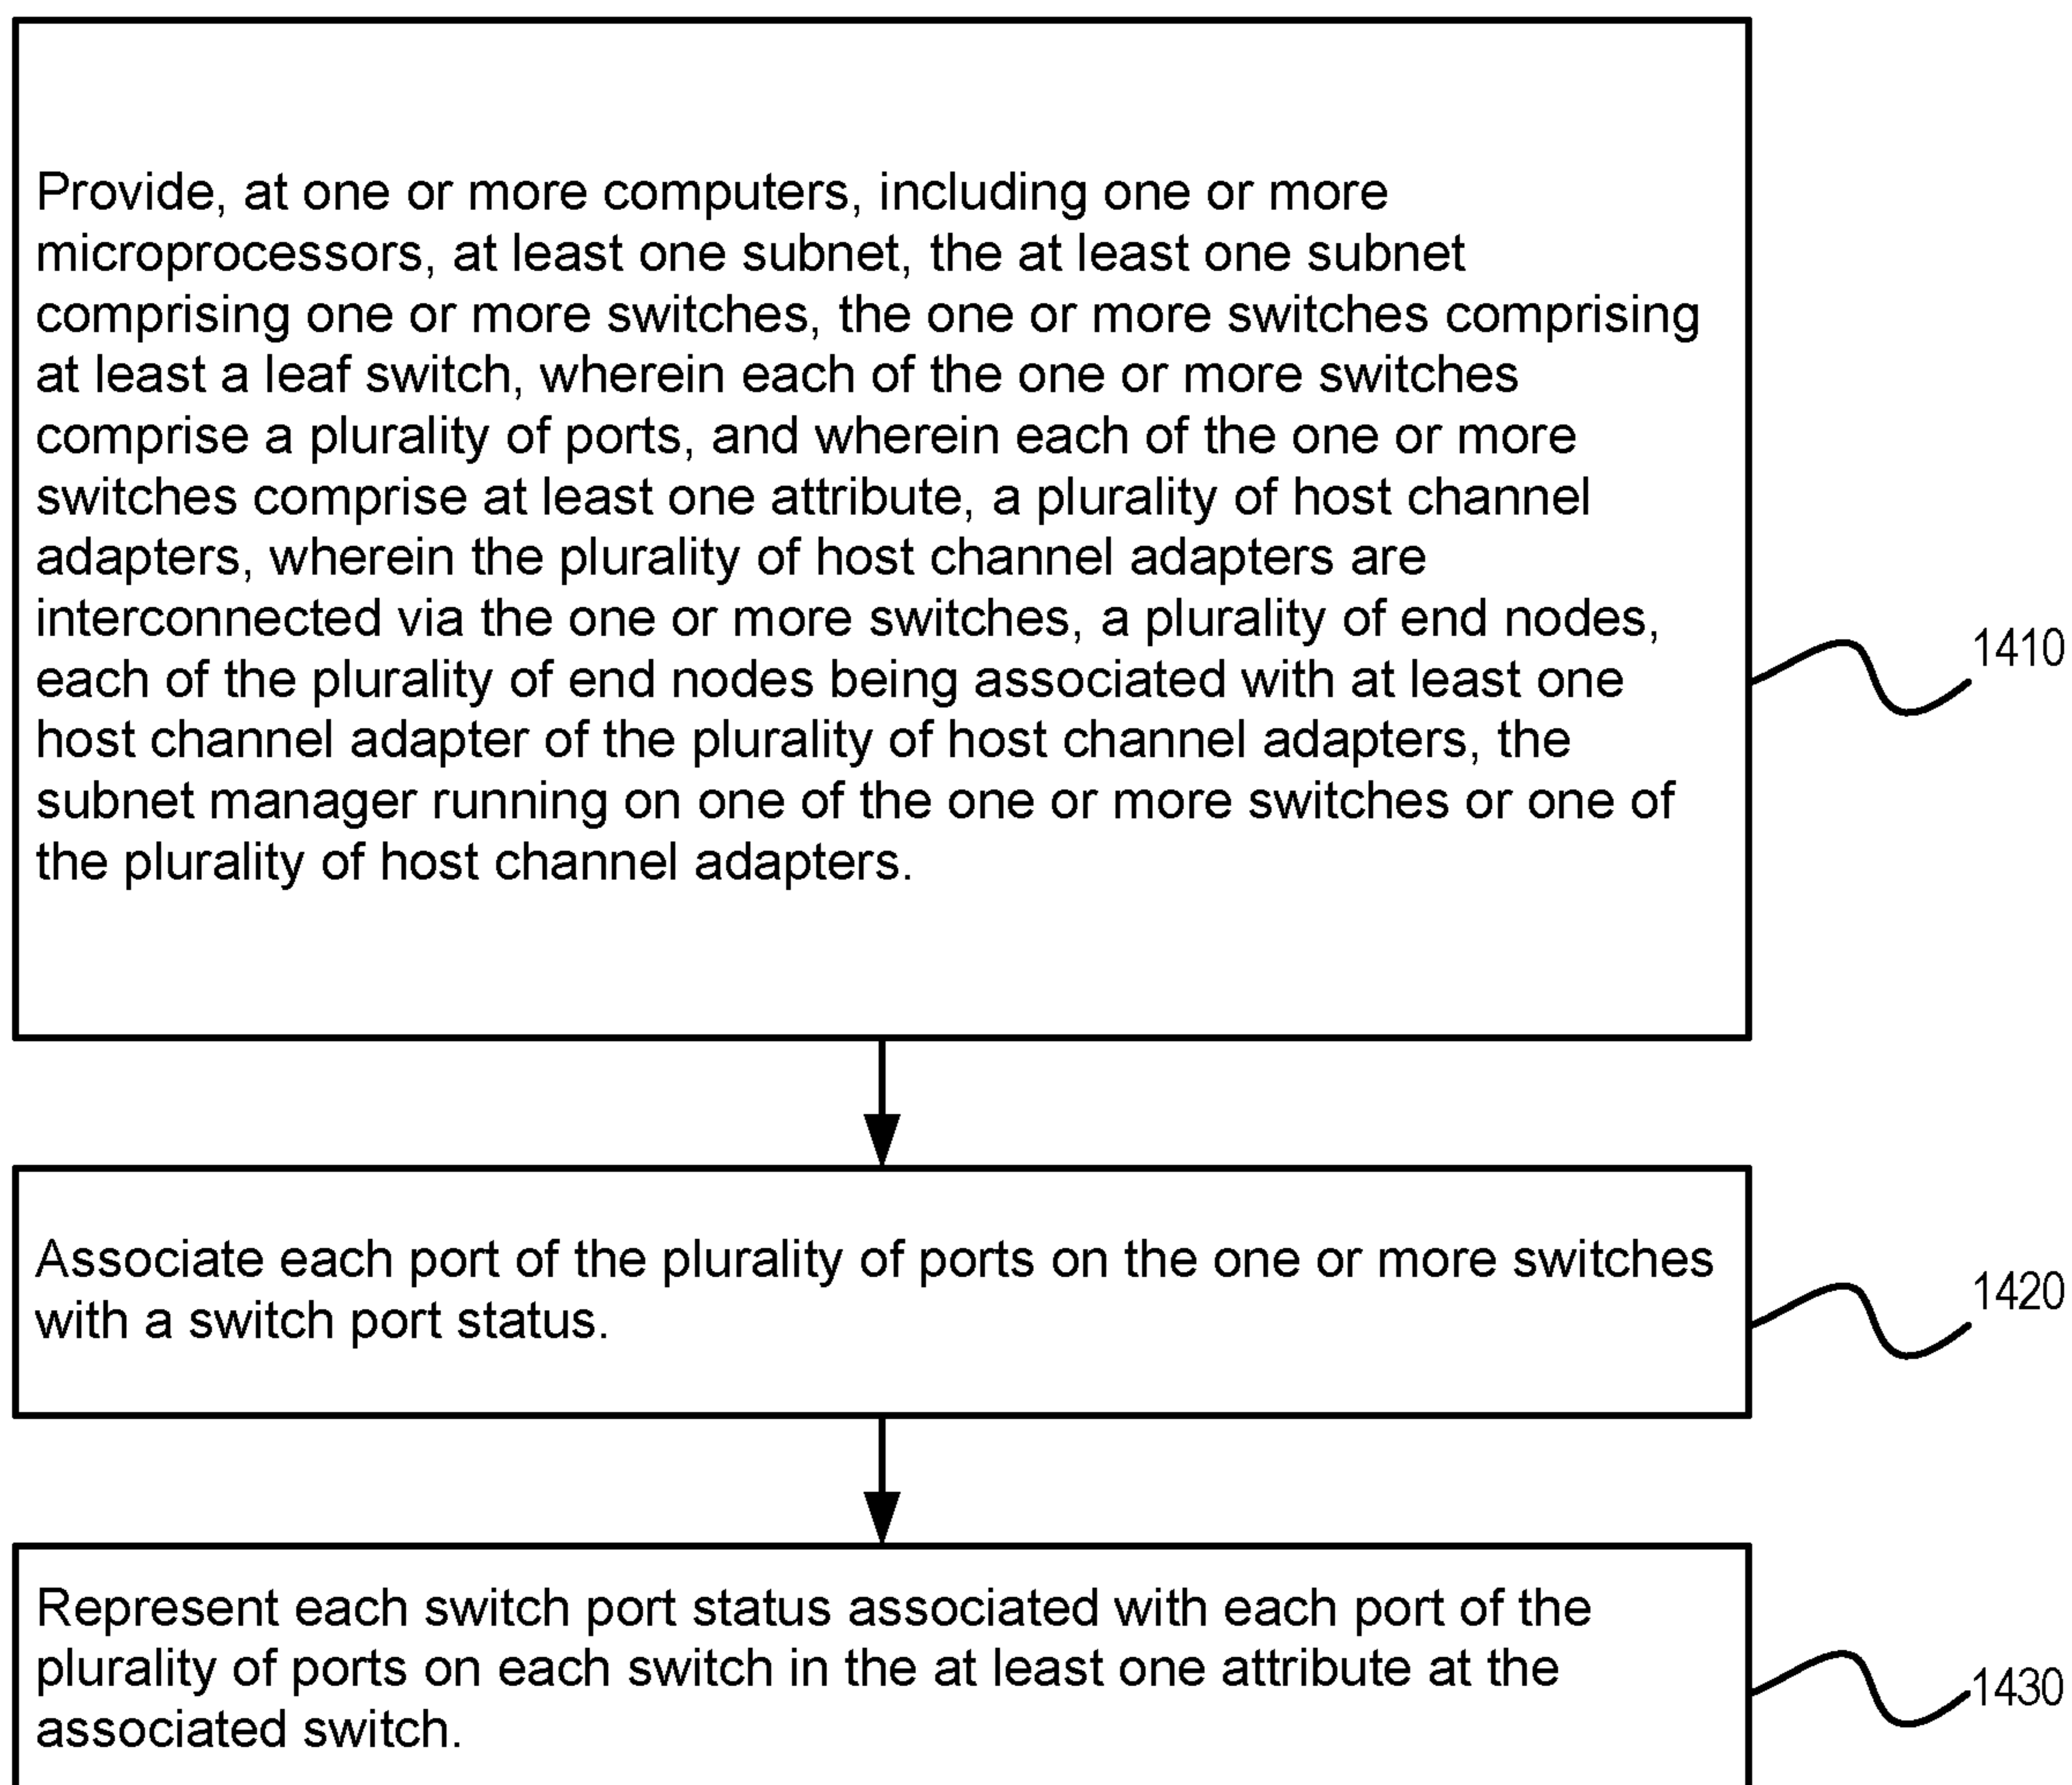 Provide, at one or more computers, including one or more
microprocessors, at least one subnet, the at least one subnet
comprising one or more switches, the one or more switches comprising
at least a leaf switch, wherein each of the one or more switches
comprise a plurality of ports, and wherein each of the one or more
switches comprise at least one attribute, a plurality of host channel
adapters, wherein the plurality of host channel adapters are
interconnected via the one or more switches, a plurality of end nodes,
each of the plurality of end nodes being associated with at least one
host channel adapter of the plurality of host channel adapters, the
subnet manager running on one of the one or more switches or one of
the plurality of host channel adapters.
1410
Associate each port of the plurality of ports on the one or more switches
with a switch port status.
1420
Represent each switch port status associated with each port of the
plurality of ports on each switch in the at least one attribute at the
associated switch.
1430